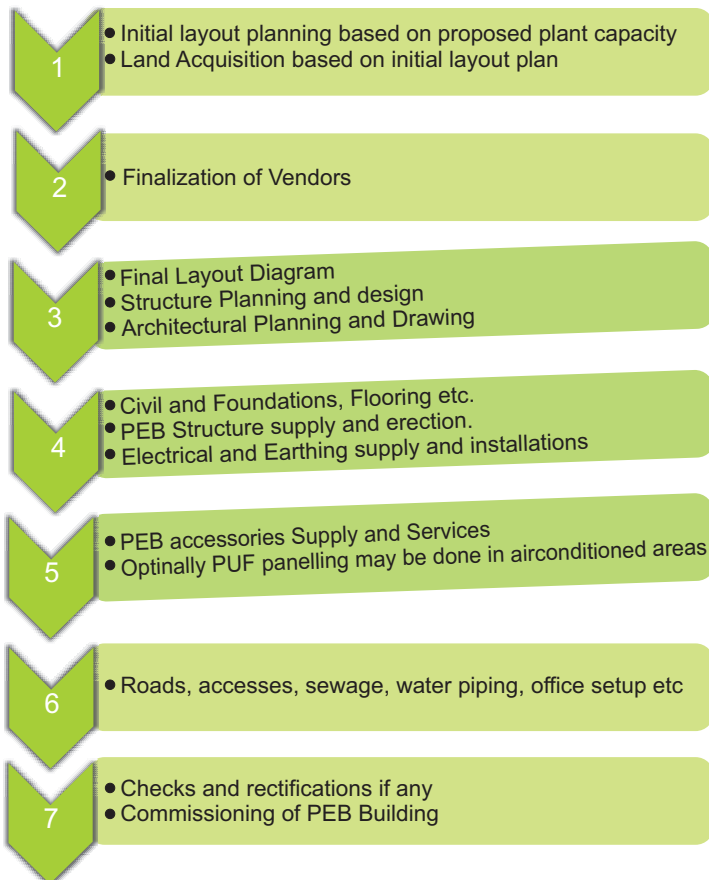 1
• Initial layout planning based on proposed plant capacity
• Land Acquisition based on initial layout plan
2
• Finalization of Vendors
3
• Final Layout Diagram
• Structure Planning and design
• Architectural Planning and Drawing
4
• Civil and Foundations, Flooring etc.
• PEB Structure supply and erection.
• Electrical and Earthing supply and installations
5
• PEB accessories Supply and Services
• Optinally PUF panelling may be done in airconditioned areas
6
• Roads, accesses, sewage, water piping, office setup etc
7
• Checks and rectifications if any
• Commissioning of PEB Building